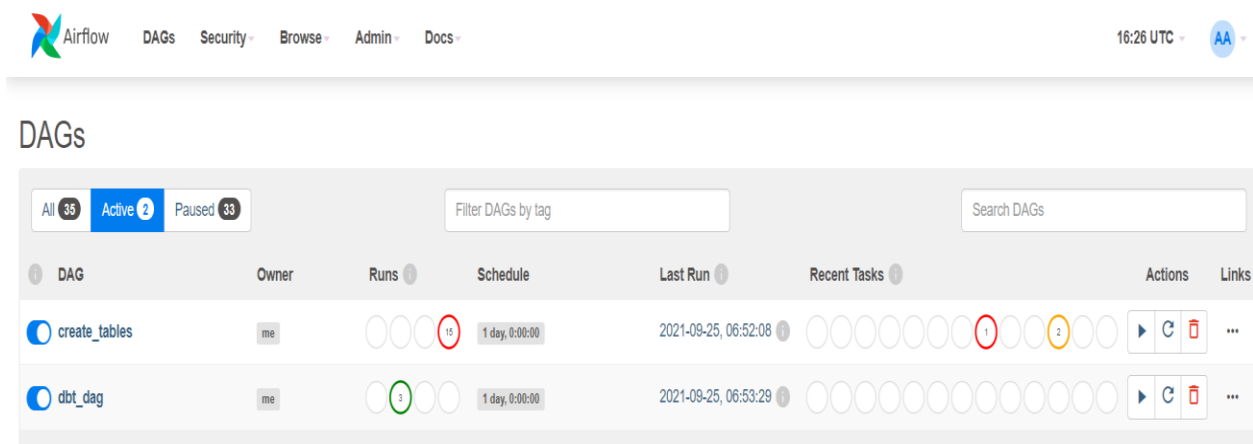 Airflow DAGs Security Browse Admin Docs 16:26 UTC AA
DAGs
All 35 Active 2 Paused 33 Filter DAGs by tag Search DAGs
DAG Owner Runs Schedule Last Run Recent Tasks Actions Links
create_tables me 15 1 day, 0:00:00 2021-09-25, 06:52:08 1 2
dbt_dag me 3 1 day, 0:00:00 2021-09-25, 06:53:29